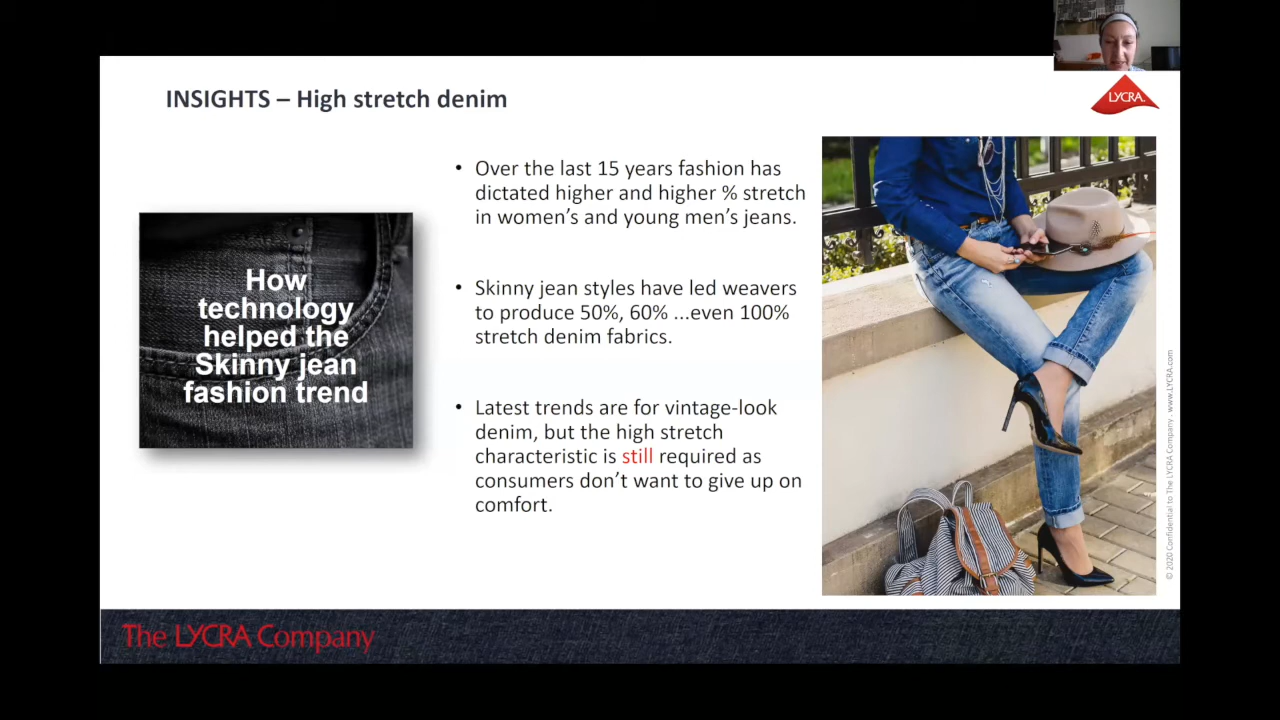 INSIGHTS – High stretch denim
LYCRA
How
technology
helped the
Skinny jean
fashion trend
• Over the last 15 years fashion has
dictated higher and higher % stretch
in women’s and young men’s jeans.
• Skinny jean styles have led weavers
to produce 50%, 60% ...even 100%
stretch denim fabrics.
• Latest trends are for vintage-look
denim, but the high stretch
characteristic is still required as
consumers don’t want to give up on
comfort.
© 2020 Confidential to The LYCRA Company . www.LYCRA.com
The LYCRA Company